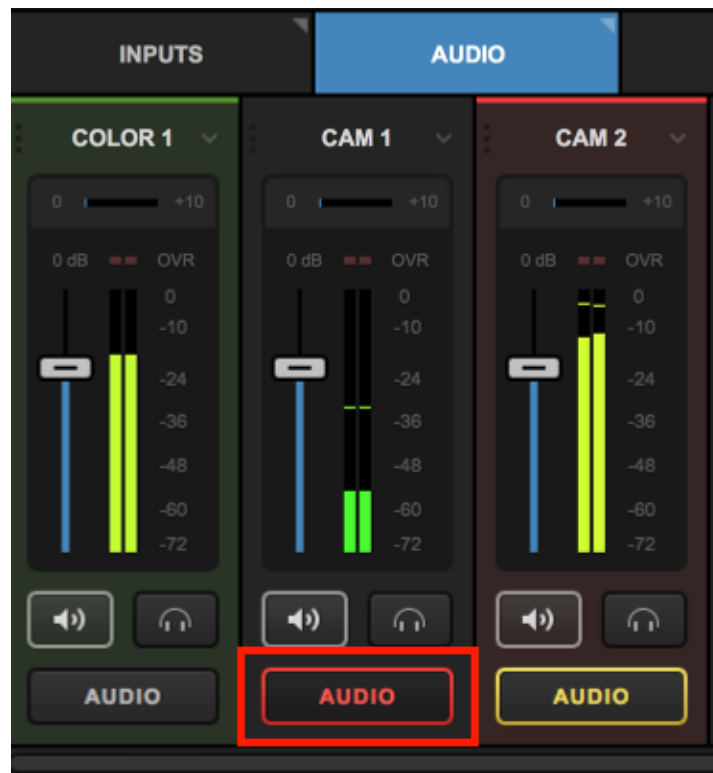 INPUTS
AUDIO
COLOR 1
0 +10
0 dB OVR
0
-10
-24
-36
-48
-60
-72
AUDIO
CAM 1
0 +10
0 dB OVR
0
-10
-24
-36
-48
-60
-72
AUDIO
CAM 2
0 +10
0 dB OVR
0
-10
-24
-36
-48
-60
-72
AUDIO